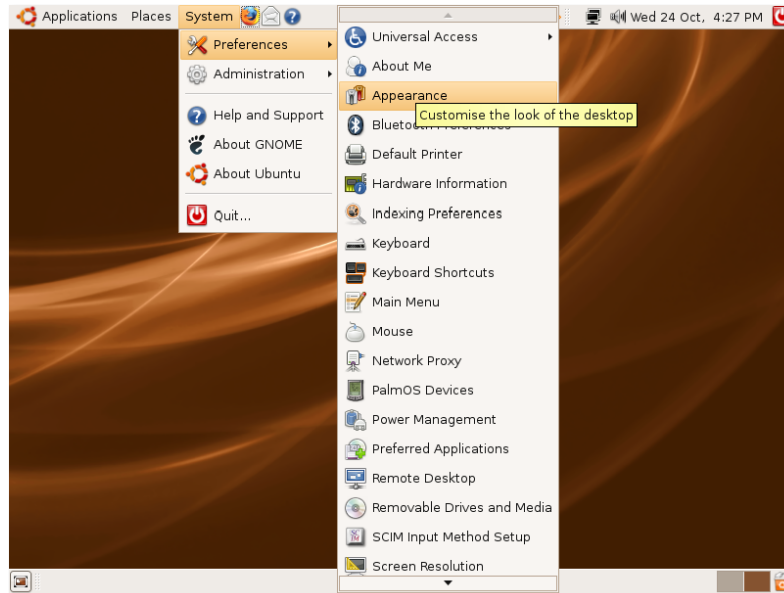 Applications Places System Wed 24 Oct, 4:27 PM
Preferences
Administration
Help and Support
About GNOME
About Ubuntu
Quit...
Universal Access
About Me
Appearance
Customise the look of the desktop
Default Printer
Hardware Information
Indexing Preferences
Keyboard
Keyboard Shortcuts
Main Menu
Mouse
Network Proxy
PalmOS Devices
Power Management
Preferred Applications
Remote Desktop
Removable Drives and Media
SCIM Input Method Setup
Screen Resolution